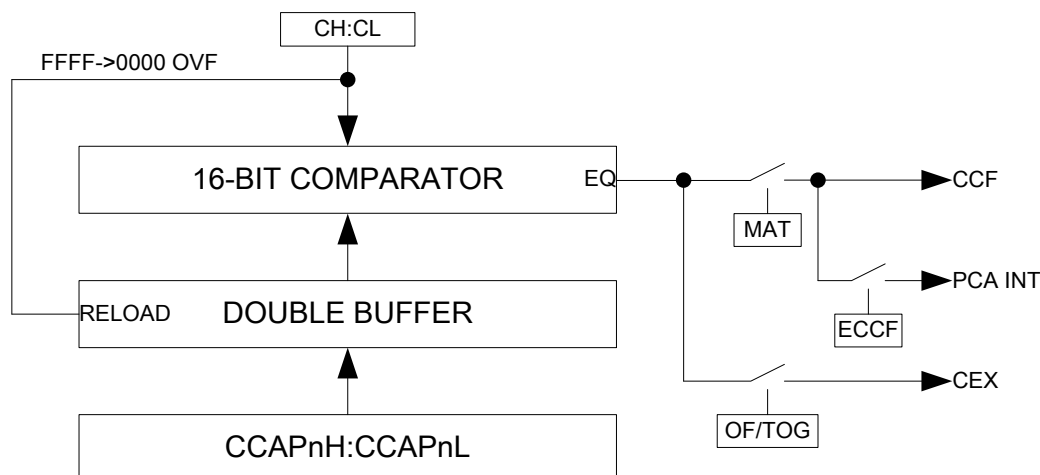 CH:CL
FFFF->0000 OVF
16-BIT COMPARATOR
EQ
CCF
MAT
PCA INT
RELOAD
DOUBLE BUFFER
ECCF
CEX
OF/TOG
CCAPnH:CCAPnL